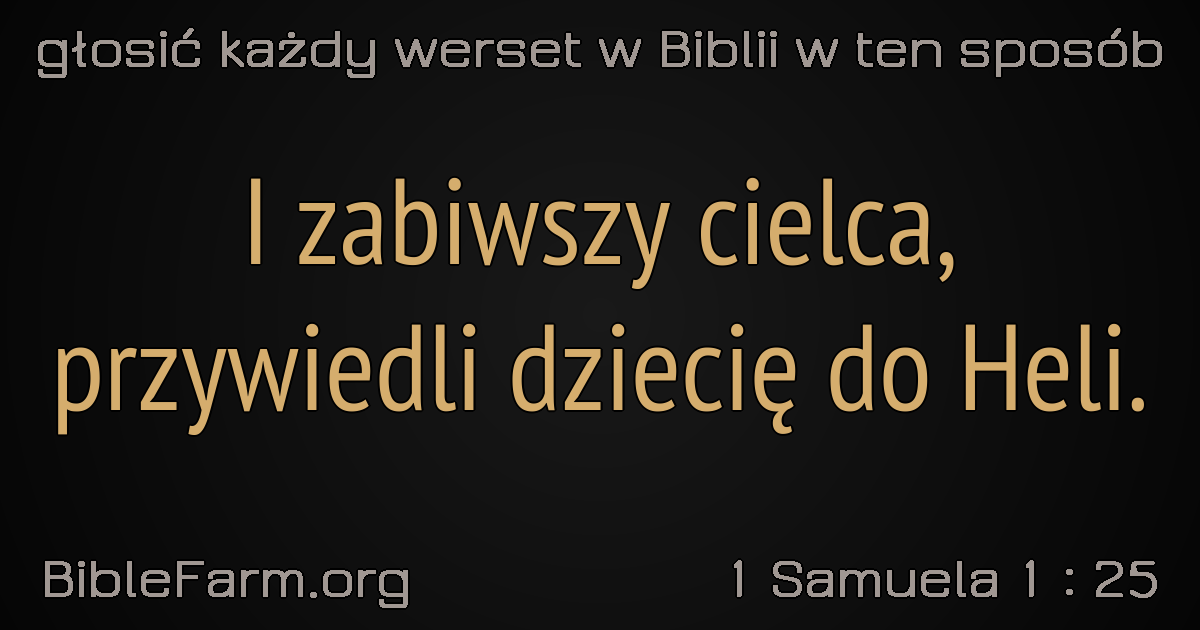 głosić każdy werset w Biblii w ten sposób
I zabiwszy cielca,
przywiedli dziecię do Heli.
BibleFarm.org
1 Samuela 1 : 25